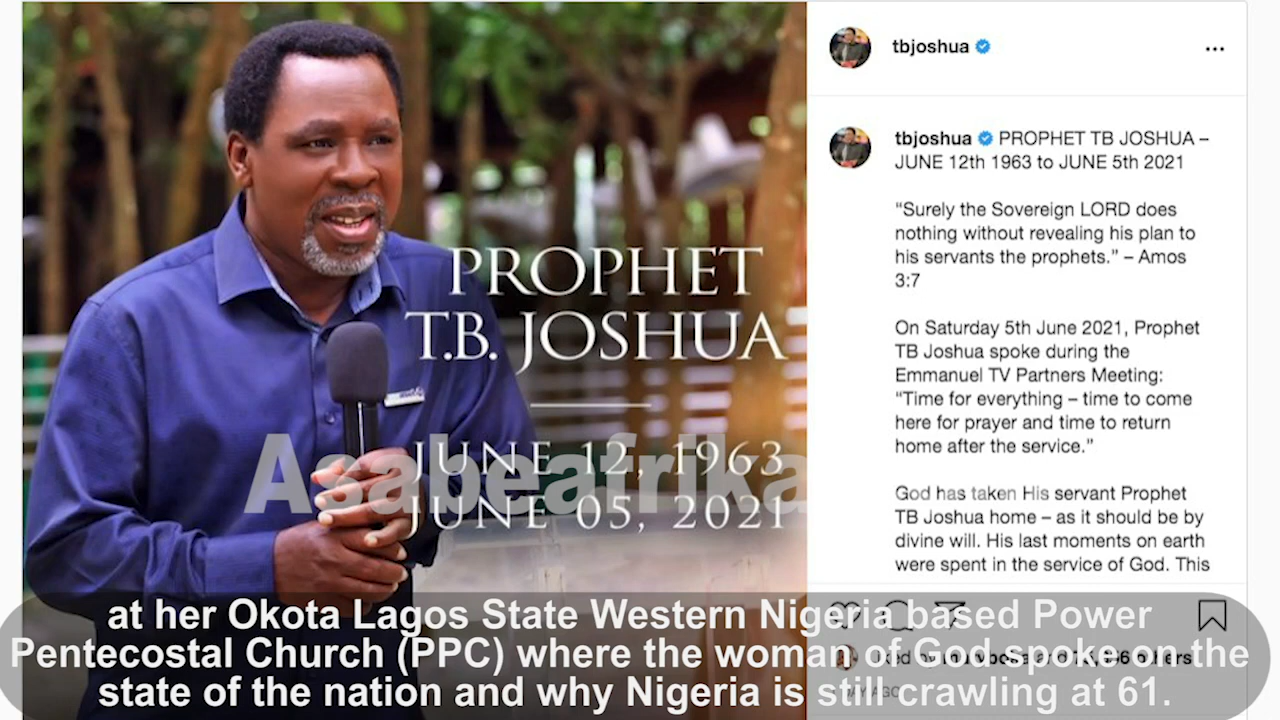 PROPHET
T.B. JOSHUA
JUNE 12, 1963
JUNE 05, 2021
Asabeafrika
tbjoshua
tbjoshua PROPHET TB JOSHUA –
JUNE 12th 1963 to JUNE 5th 2021
“Surely the Sovereign LORD does
nothing without revealing his plan to
his servants the prophets.” – Amos
3:7
On Saturday 5th June 2021, Prophet
TB Joshua spoke during the
Emmanuel TV Partners Meeting:
“Time for everything – time to come
here for prayer and time to return
home after the service.”
God has taken His servant Prophet
TB Joshua home – as it should be by
divine will. His last moments on earth
were spent in the service of God. This
at her Okota Lagos State Western Nigeria based Power
Pentecostal Church (PPC) where the woman of God spoke on the
state of the nation and why Nigeria is still crawling at 61.